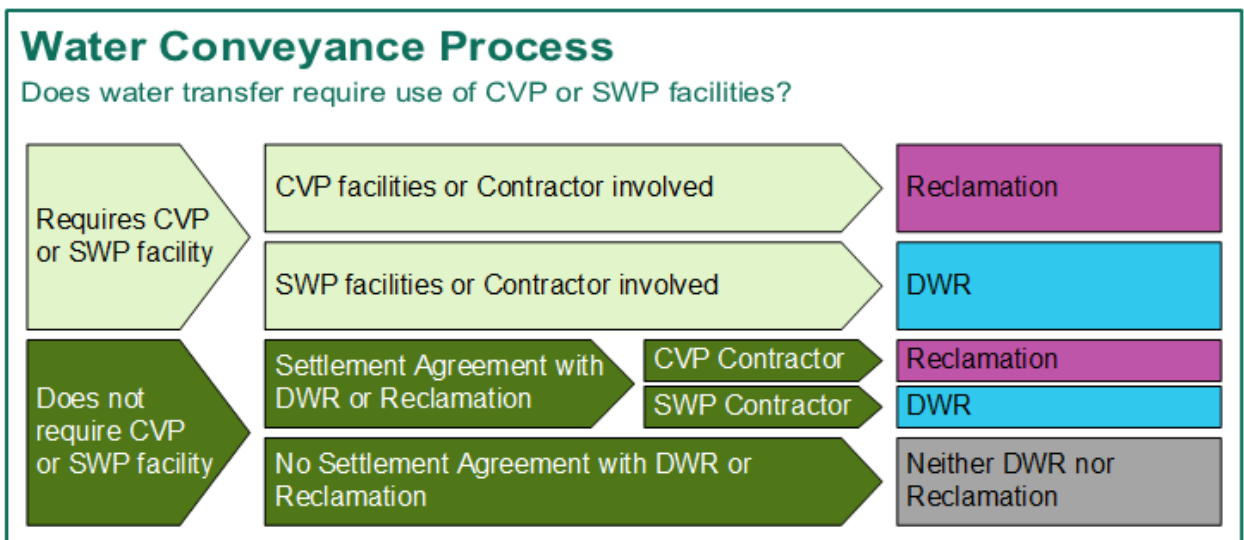 Water Conveyance Process
Does water transfer require use of CVP or SWP facilities?
Requires CVP
or SWP facility
CVP facilities or Contractor involved
Reclamation
SWP facilities or Contractor involved
DWR
Does not
require CVP
or SWP facility
Settlement Agreement with
DWR or Reclamation
CVP Contractor
Reclamation
SWP Contractor
DWR
No Settlement Agreement with DWR or
Reclamation
Neither DWR nor
Reclamation